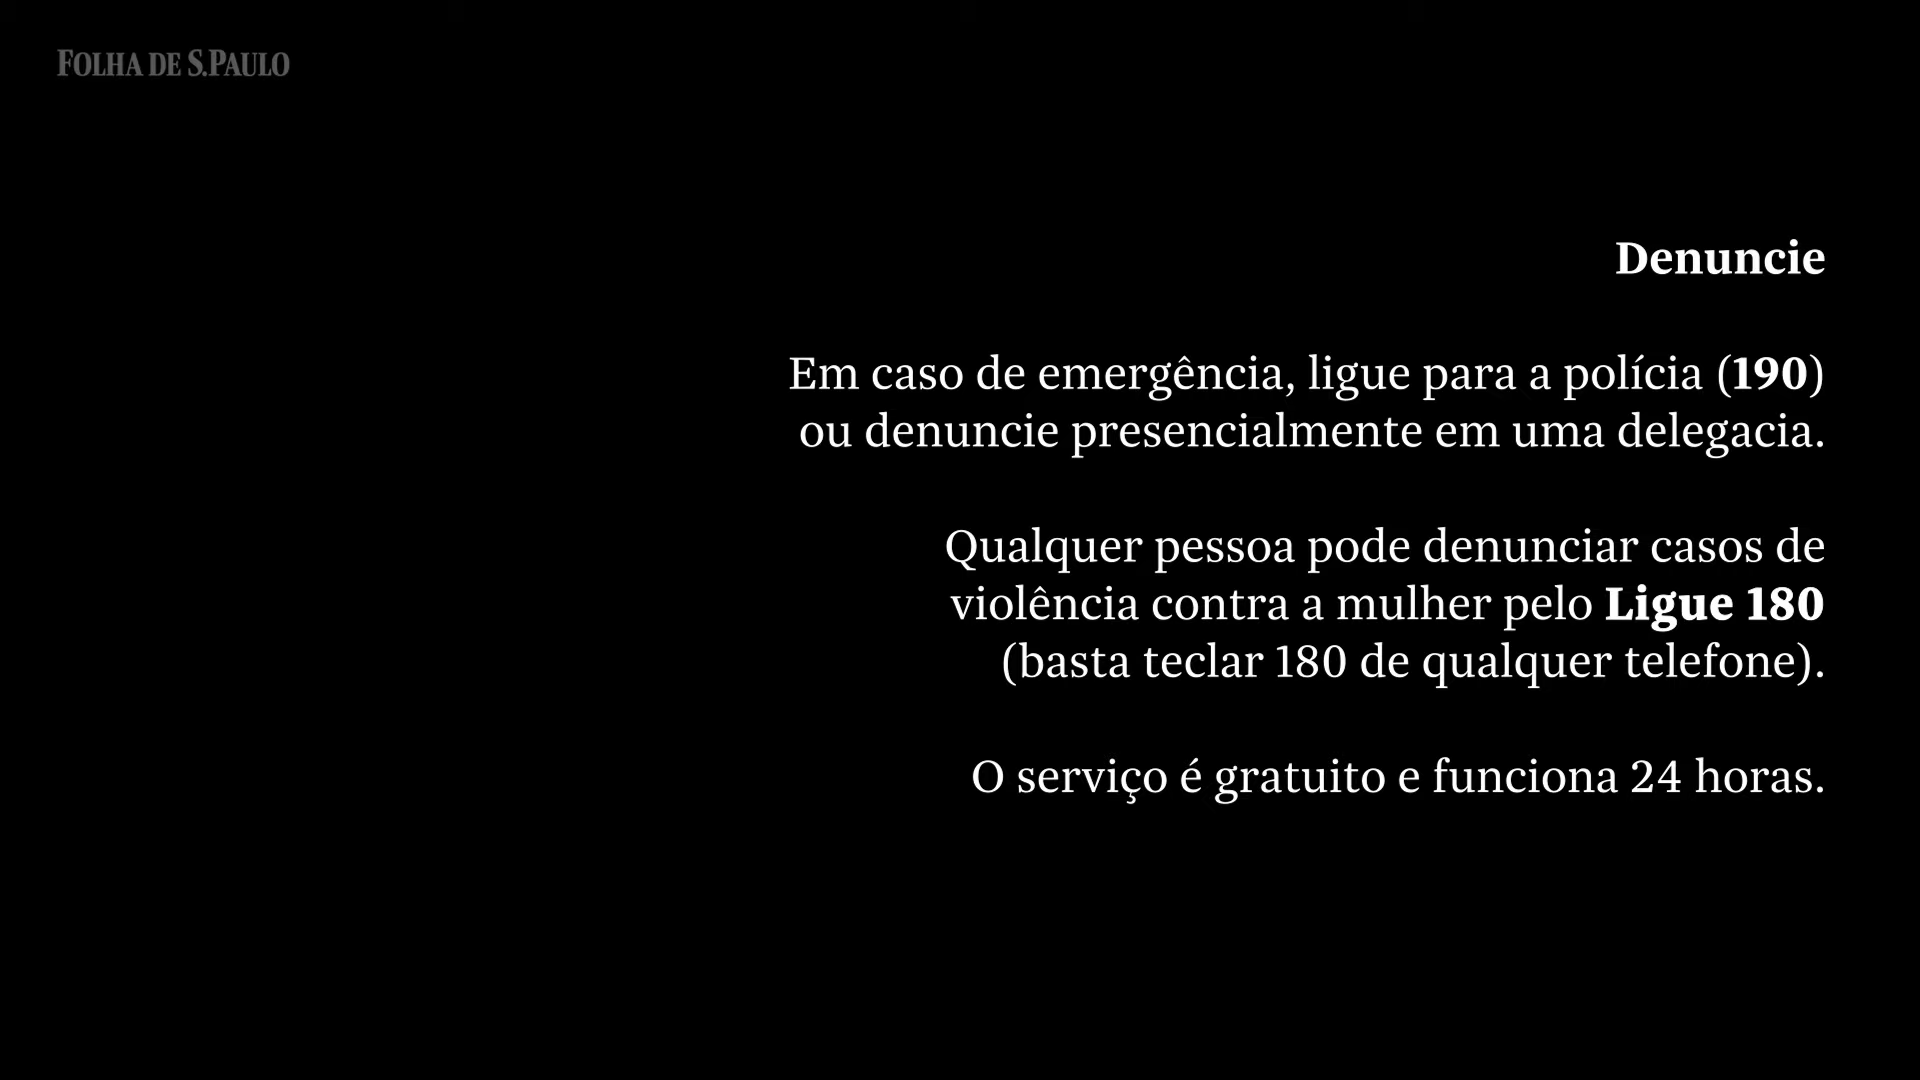 FOLHA DE S.PAULO
Denuncie
Em caso de emergência, ligue para a polícia (190)
ou denuncie presencialmente em uma delegacia.
Qualquer pessoa pode denunciar casos de
violência contra a mulher pelo Ligue 180
(basta teclar 180 de qualquer telefone).
O serviço é gratuito e funciona 24 horas.